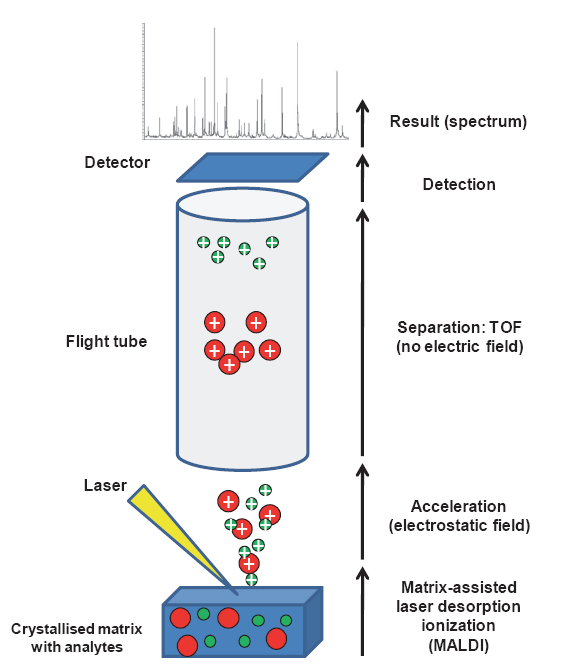 Result (spectrum)
Detector
Detection
Flight tube
Separation: TOF
(no electric field)
Laser
Acceleration
(electrostatic field)
Matrix-assisted
laser desorption
ionization
(MALDI)
Crystallised matrix
with analytes